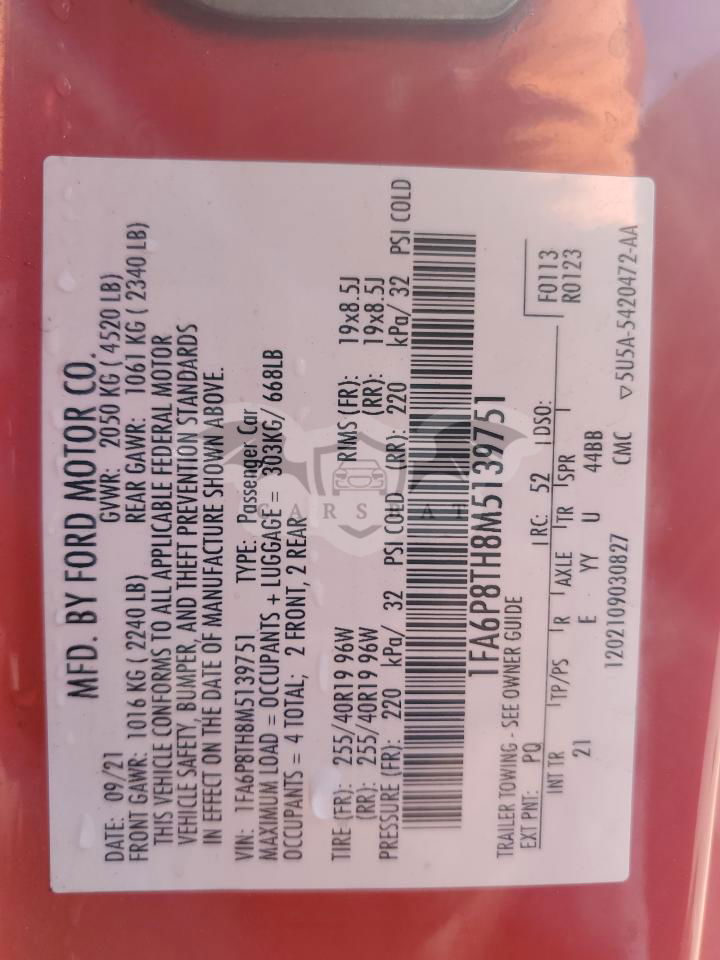 MFD. BY FORD MOTOR CO.
DATE: 09/21 GVWR: 2050 KG ( 4520 LB)
FRONT GAWR: 1016 KG ( 2240 LB) REAR GAWR: 1061 KG ( 2340 LB)
THIS VEHICLE CONFORMS TO ALL APPLICABLE FEDERAL MOTOR
VEHICLE SAFETY, BUMPER, AND THEFT PREVENTION STANDARDS
IN EFFECT ON THE DATE OF MANUFACTURE SHOWN ABOVE.
VIN: 1FA6P8TH8M5139751 TYPE: Passenger Car
MAXIMUM LOAD = OCCUPANTS + LUGGAGE = 303KG/ 668LB
OCCUPANTS = 4 TOTAL; 2 FRONT, 2 REAR
TIRE (FR): 255/40R19 96W RIMS (FR): 19x8.5J
(RR): 255/40R19 96W (RR): 19x8.5J
PRESSURE (FR): 220 kPa/ 32 PSI COLD (RR): 220 kPa/ 32 PSI COLD
CARSBAT
1FA6P8TH8M5139751
TRAILER TOWING - SEE OWNER GUIDE
EXT PNT: PQ RC: 52 DSO: F0113
R0123
INT TR TP/PS R AXLE TR SPR
21 E YY U 44BB
1202109030827 CMC ▽5U5A-5420472-AA